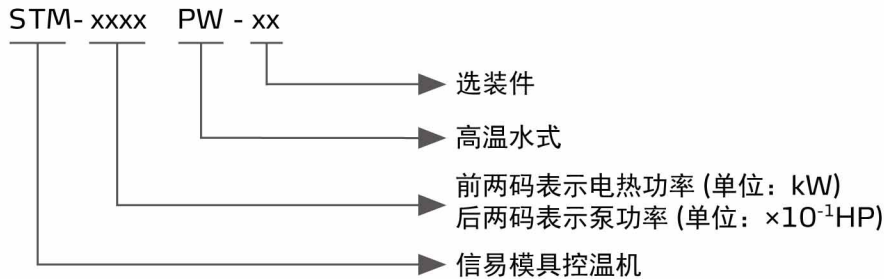 STM- xxxx PW - xx
选装件
高温水式
前两码表示电热功率 (单位：kW)
后两码表示泵功率 (单位：×10⁻¹HP)
信易模具控温机